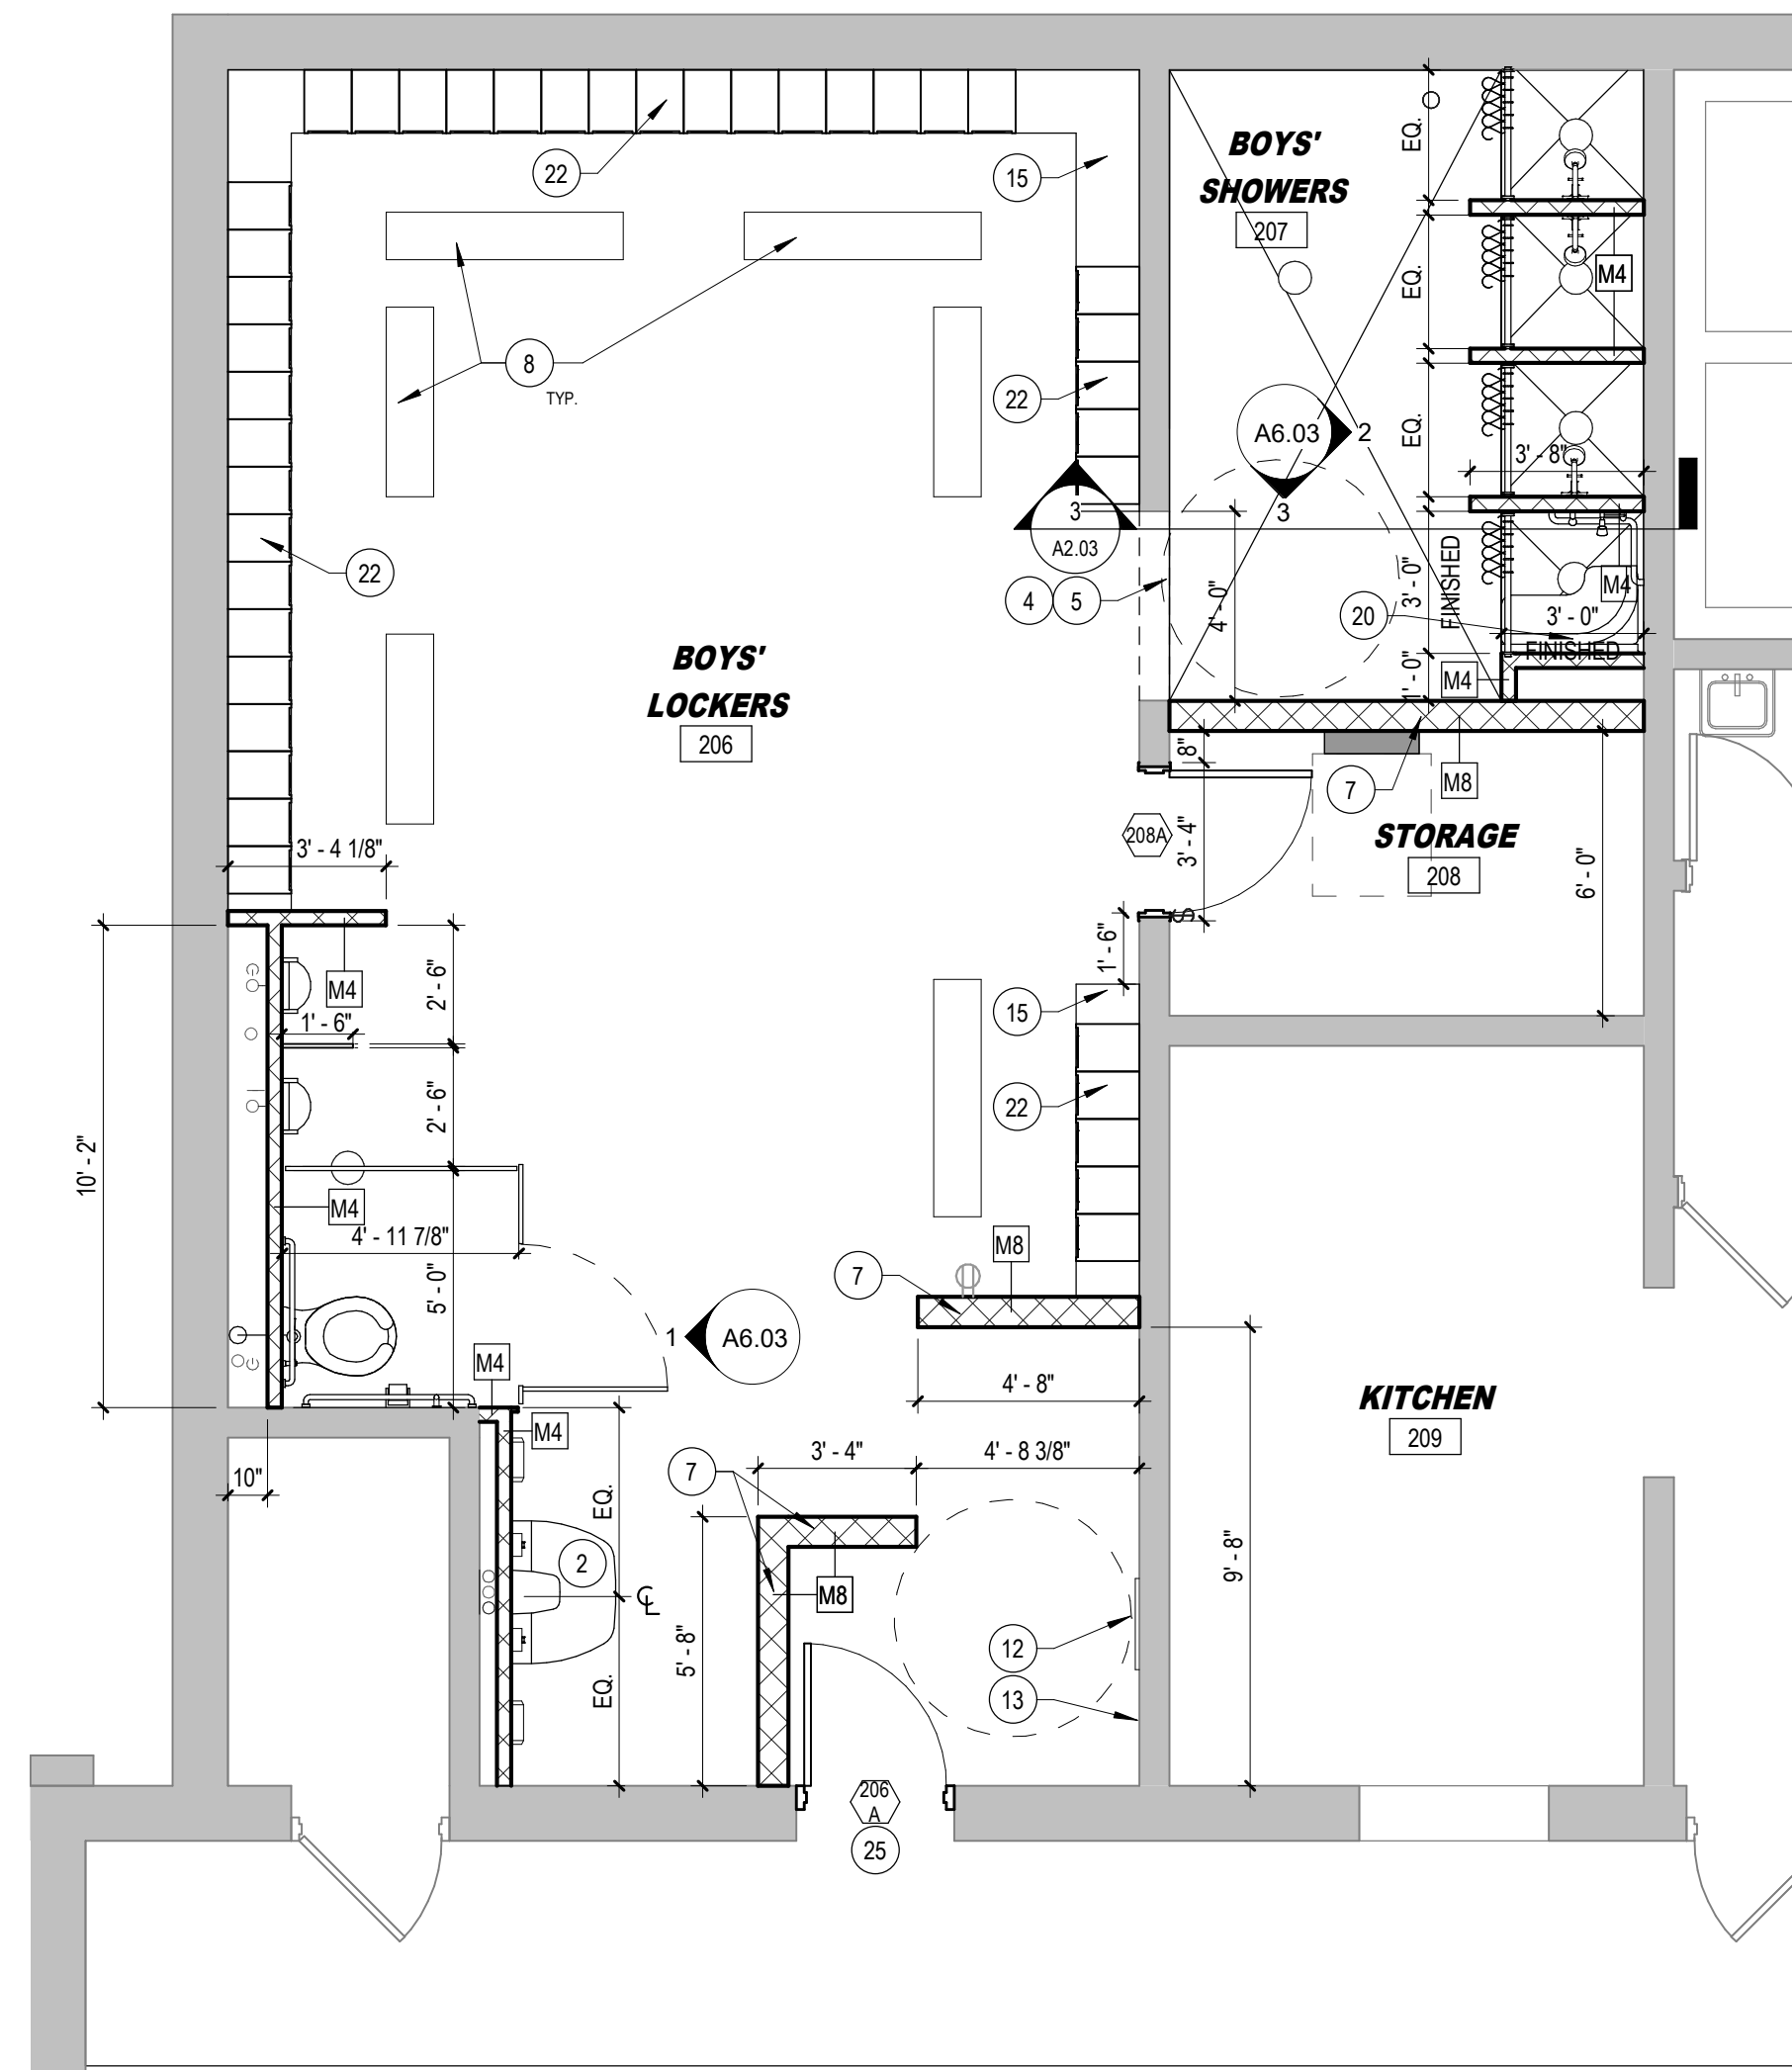 BOYS'
SHOWERS
207
EQ.
22
15
M4
EQ.
8
TYP.
22
EQ.
A6.03
2
3
3' - 8"
3
A2.03
22
4
5
4' - 0"
3' - 0"
FINISHED
M4
20
3' - 0"
FINISHED
BOYS'
LOCKERS
206
1' - 0"
M4
8"
M8
7
208A
3' - 4"
STORAGE
208
6' - 0"
3' - 4 1/8"
S
1' - 6"
M4
2' - 6"
1' - 6"
15
22
2' - 6"
10' - 2"
M4
4' - 11 7/8"
5' - 0"
M8
7
1
A6.03
M4
M4
4' - 8"
KITCHEN
209
10"
3' - 4"
4' - 8 3/8"
7
EQ.
2
CL
M8
9' - 8"
5' - 8"
EQ.
12
13
206
A
25